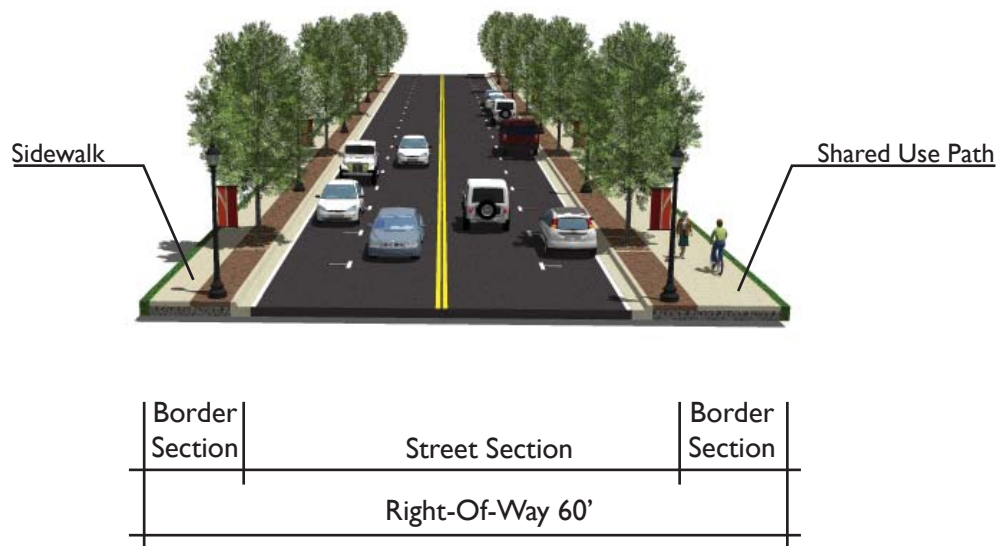 Sidewalk
Shared Use Path
Border
Section
Street Section
Border
Section
Right-Of-Way 60’